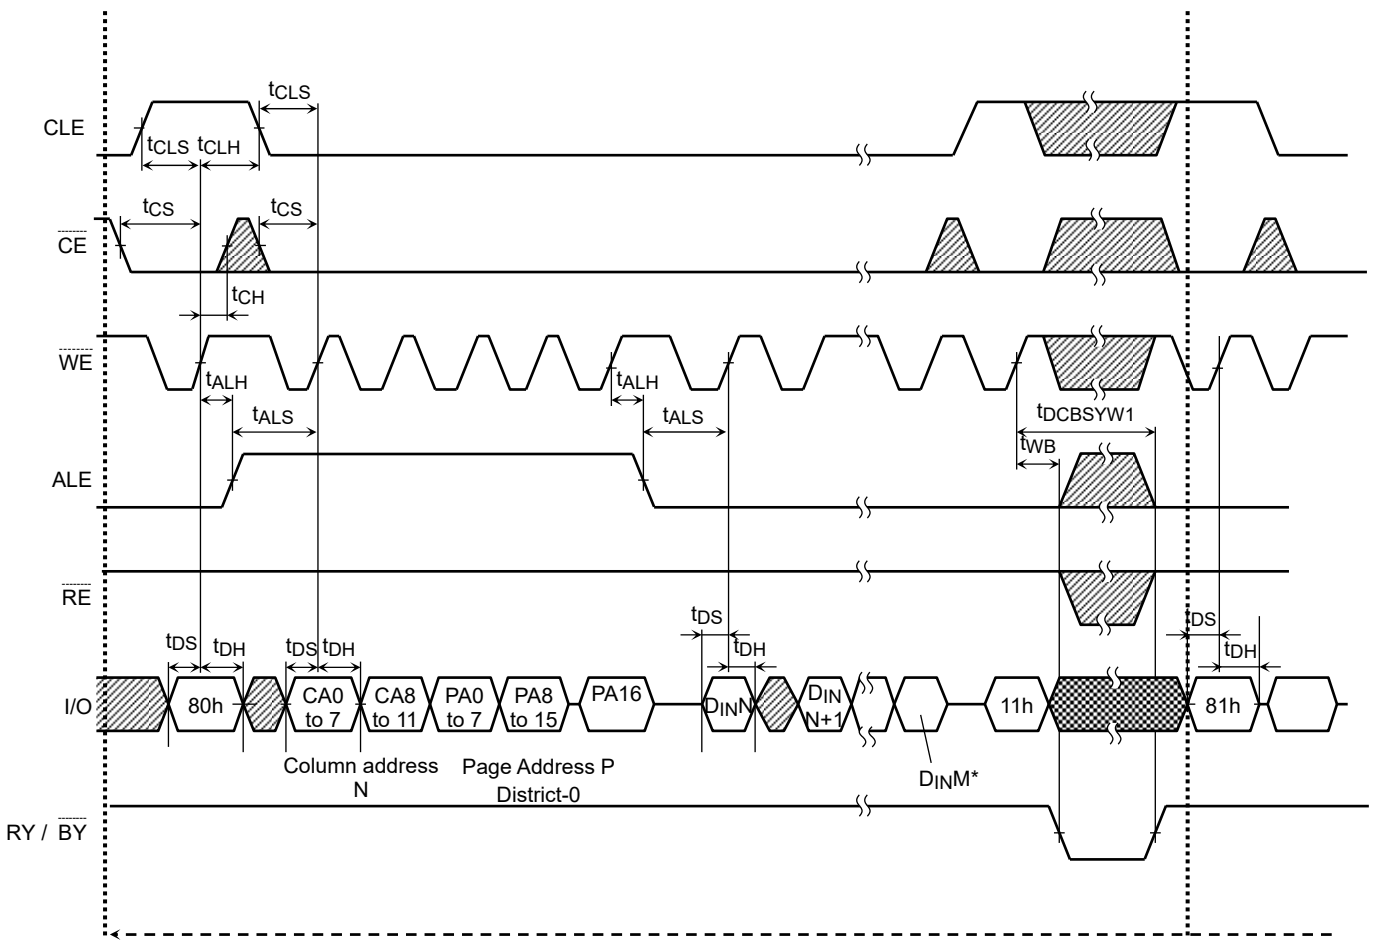 tCLS
CLE
tCLS tCLH
tCS tCS
CE
tCH
WE
tALH tALH
tALS tALS tDCBSYW1
tWB
ALE
RE
tDS tDH tDS tDH tDS tDH tDS tDH
I/O 80h CA0 to 7 CA8 to 11 PA0 to 7 PA8 to 15 PA16 DINN DIN N+1 11h 81h
Column address N
Page Address P
District-0
DINM*
RY / BY